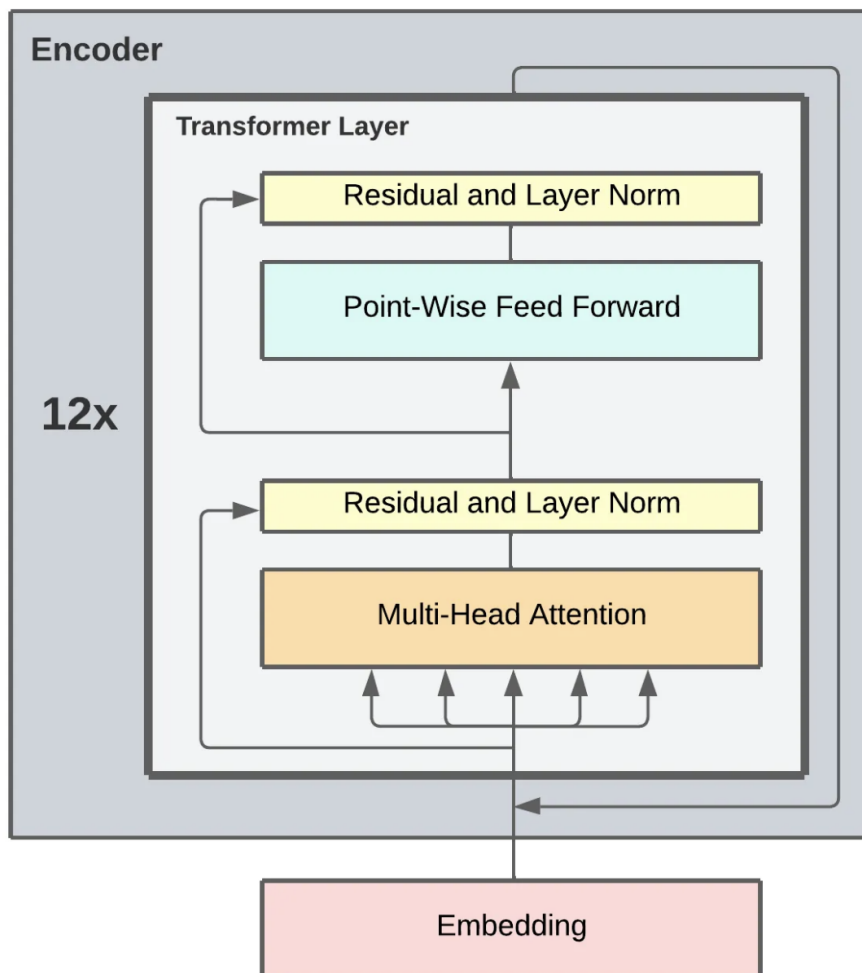 Encoder
Transformer Layer
Residual and Layer Norm
Point-Wise Feed Forward
12x
Residual and Layer Norm
Multi-Head Attention
Embedding